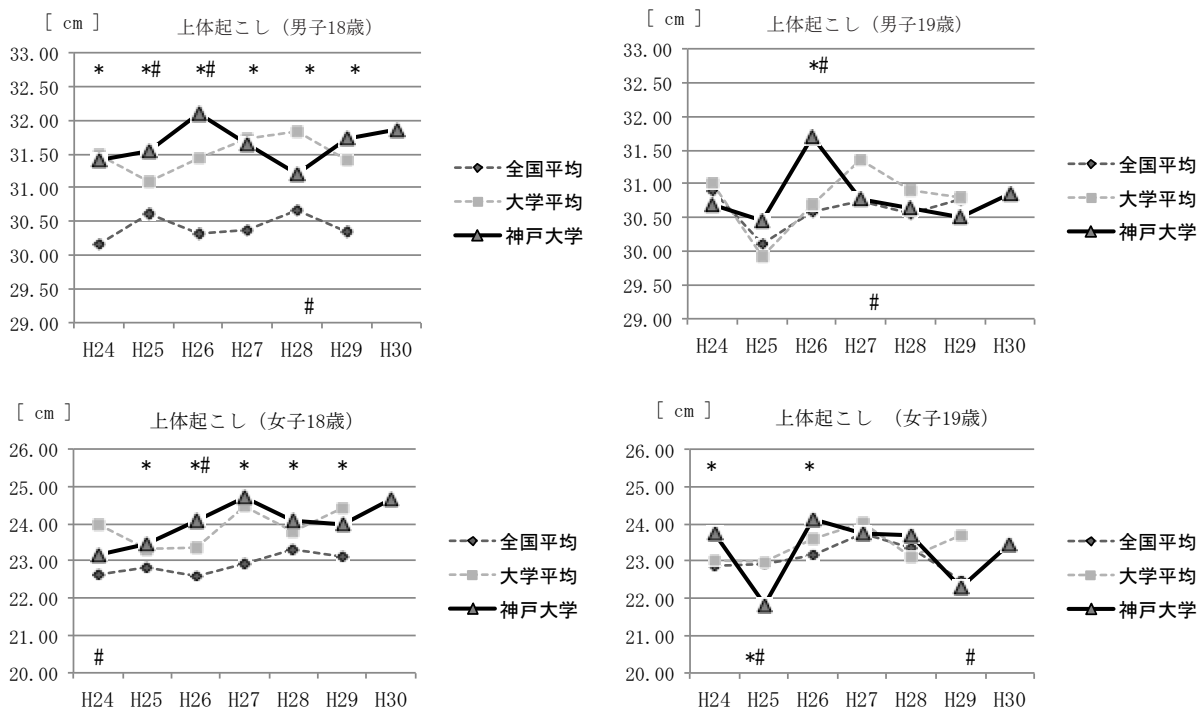 [ cm ]
上体起こし（男子18歳）
33.00
32.50
32.00
31.50
31.00
30.50
30.00
29.50
29.00
* *# *# * * *
#
H24 H25 H26 H27 H28 H29 H30
全国平均
大学平均
神戸大学
[ cm ]
上体起こし（男子19歳）
33.00
32.50
32.00
31.50
31.00
30.50
30.00
29.50
29.00
*#
#
H24 H25 H26 H27 H28 H29 H30
全国平均
大学平均
神戸大学
[ cm ]
上体起こし（女子18歳）
26.00
25.00
24.00
23.00
22.00
21.00
20.00
* *# * * *
#
H24 H25 H26 H27 H28 H29 H30
全国平均
大学平均
神戸大学
[ cm ]
上体起こし （女子19歳）
26.00
25.00
24.00
23.00
22.00
21.00
20.00
* *
*# #
H24 H25 H26 H27 H28 H29 H30
全国平均
大学平均
神戸大学